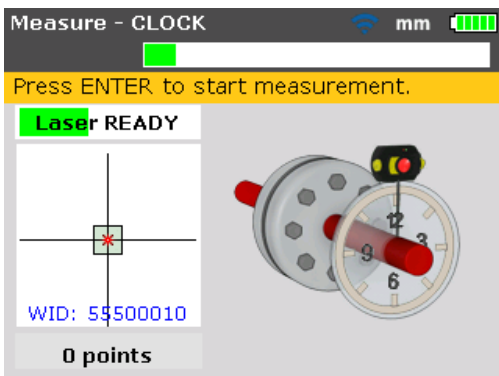 Measure - CLOCK mm
Press ENTER to start measurement.
Laser READY
12
3
9
6
WID: 55500010
0 points